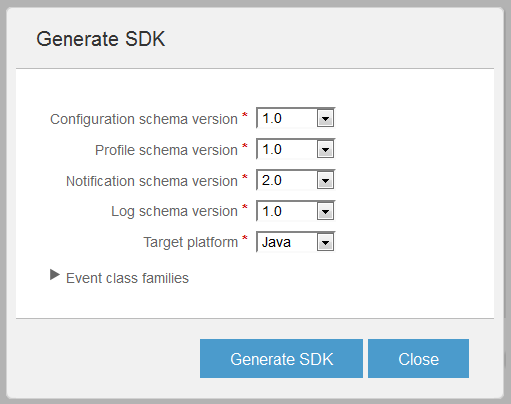 Generate SDK
Configuration schema version * 1.0
Profile schema version * 1.0
Notification schema version * 2.0
Log schema version * 1.0
Target platform * Java
Event class families
Generate SDK Close